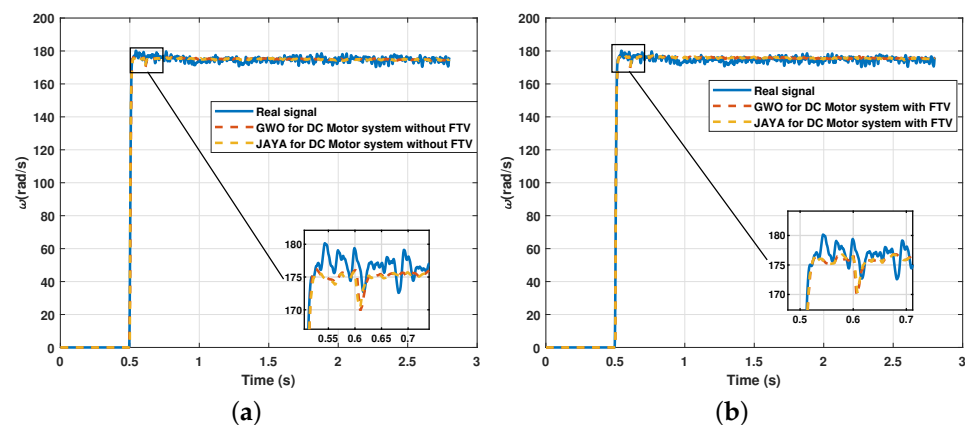 200
180
160
140
120
100
80
60
40
20
0
ω(rad/s)
Real signal
GWO for DC Motor system without FTV
JAYA for DC Motor system without FTV
180
175
170
0.55 0.6 0.65 0.7
0 0.5 1 1.5 2 2.5 3
Time (s)
(a)
200
180
160
140
120
100
80
60
40
20
0
ω(rad/s)
Real signal
GWO for DC Motor system with FTV
JAYA for DC Motor system with FTV
180
175
170
0.5 0.6 0.7
0 0.5 1 1.5 2 2.5 3
Time (s)
(b)